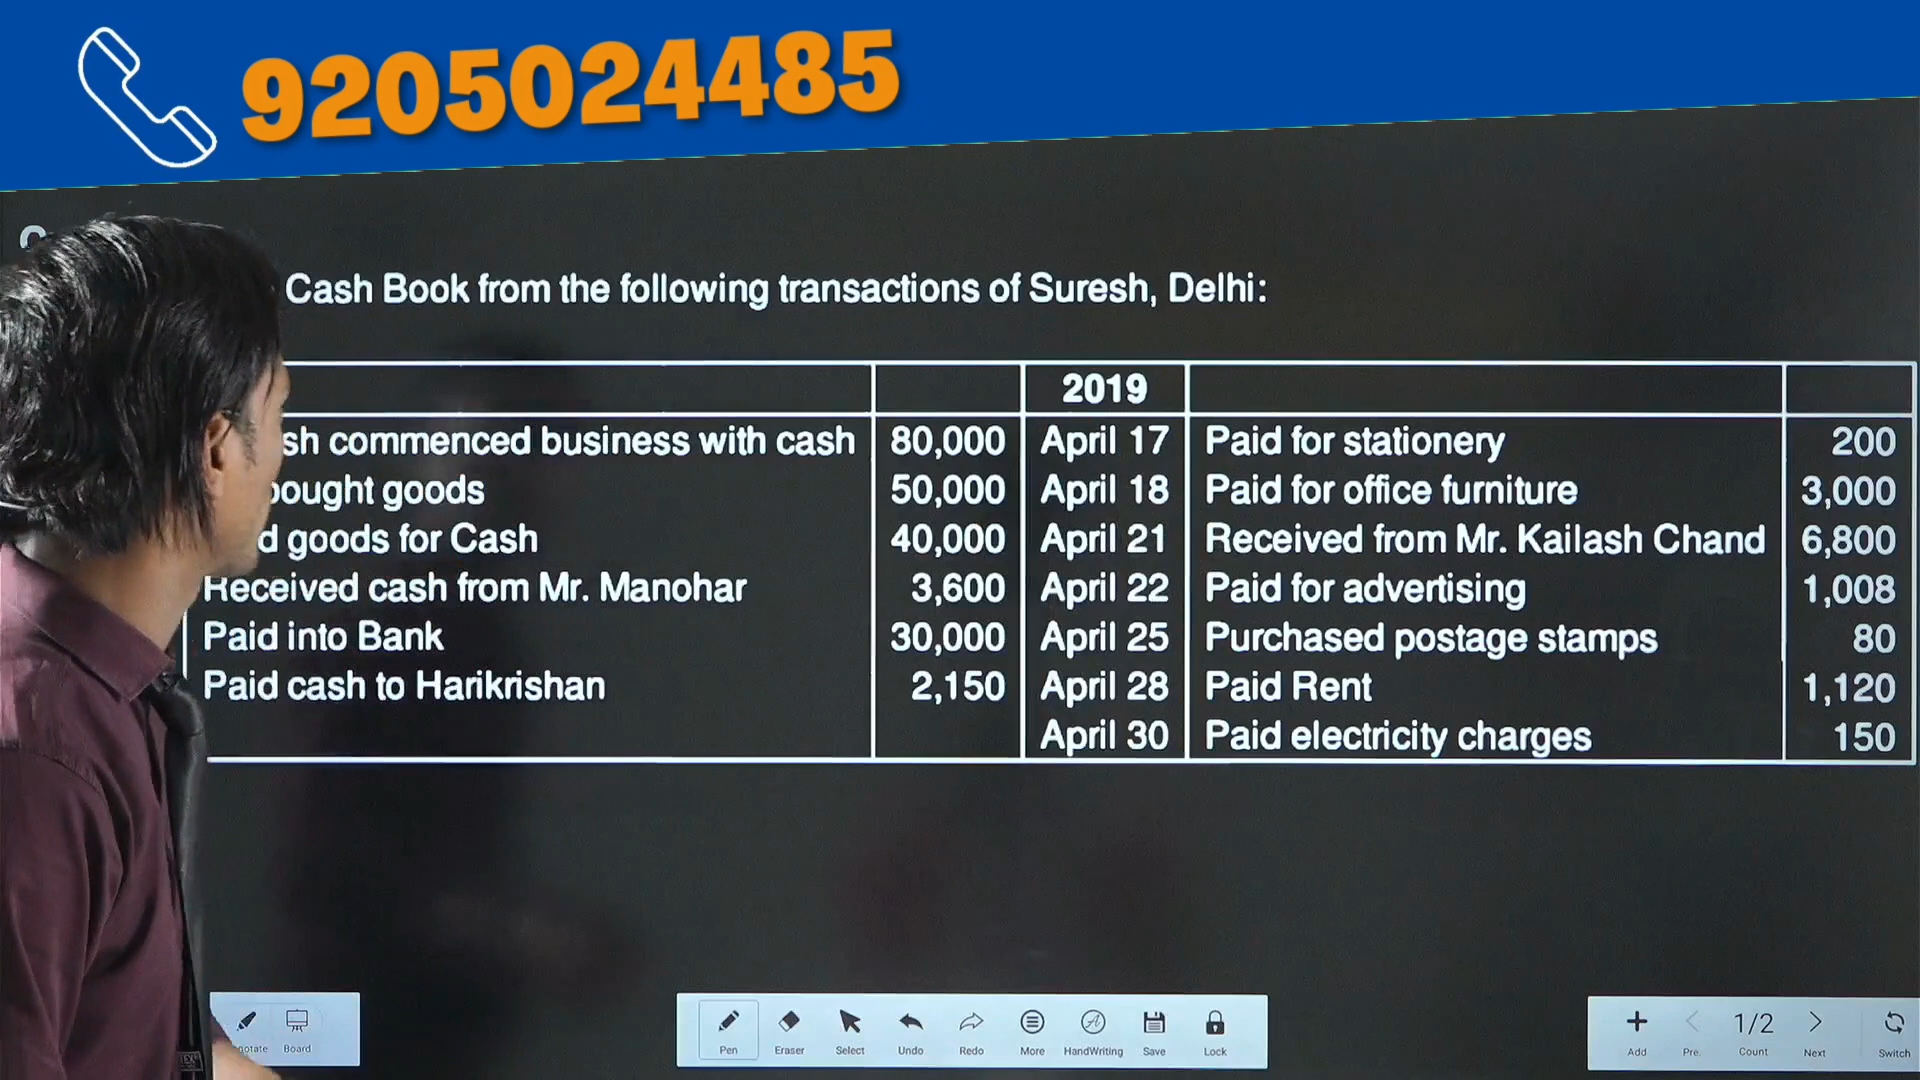 9205024485
Cash Book from the following transactions of Suresh, Delhi:
2019
commenced business with cash 80,000 April 17 Paid for stationery 200
goods 50,000 April 18 Paid for office furniture 3,000
goods for Cash 40,000 April 21 Received from Mr. Kailash Chand 6,800
Received cash from Mr. Manohar 3,600 April 22 Paid for advertising 1,008
Paid into Bank 30,000 April 25 Purchased postage stamps 80
Paid cash to Harikrishan 2,150 April 28 Paid Rent 1,120
April 30 Paid electricity charges 150
Board Pen Eraser Select Undo Redo More HandWriting Save Lock
1/2
Add Pre. Count Next Switch